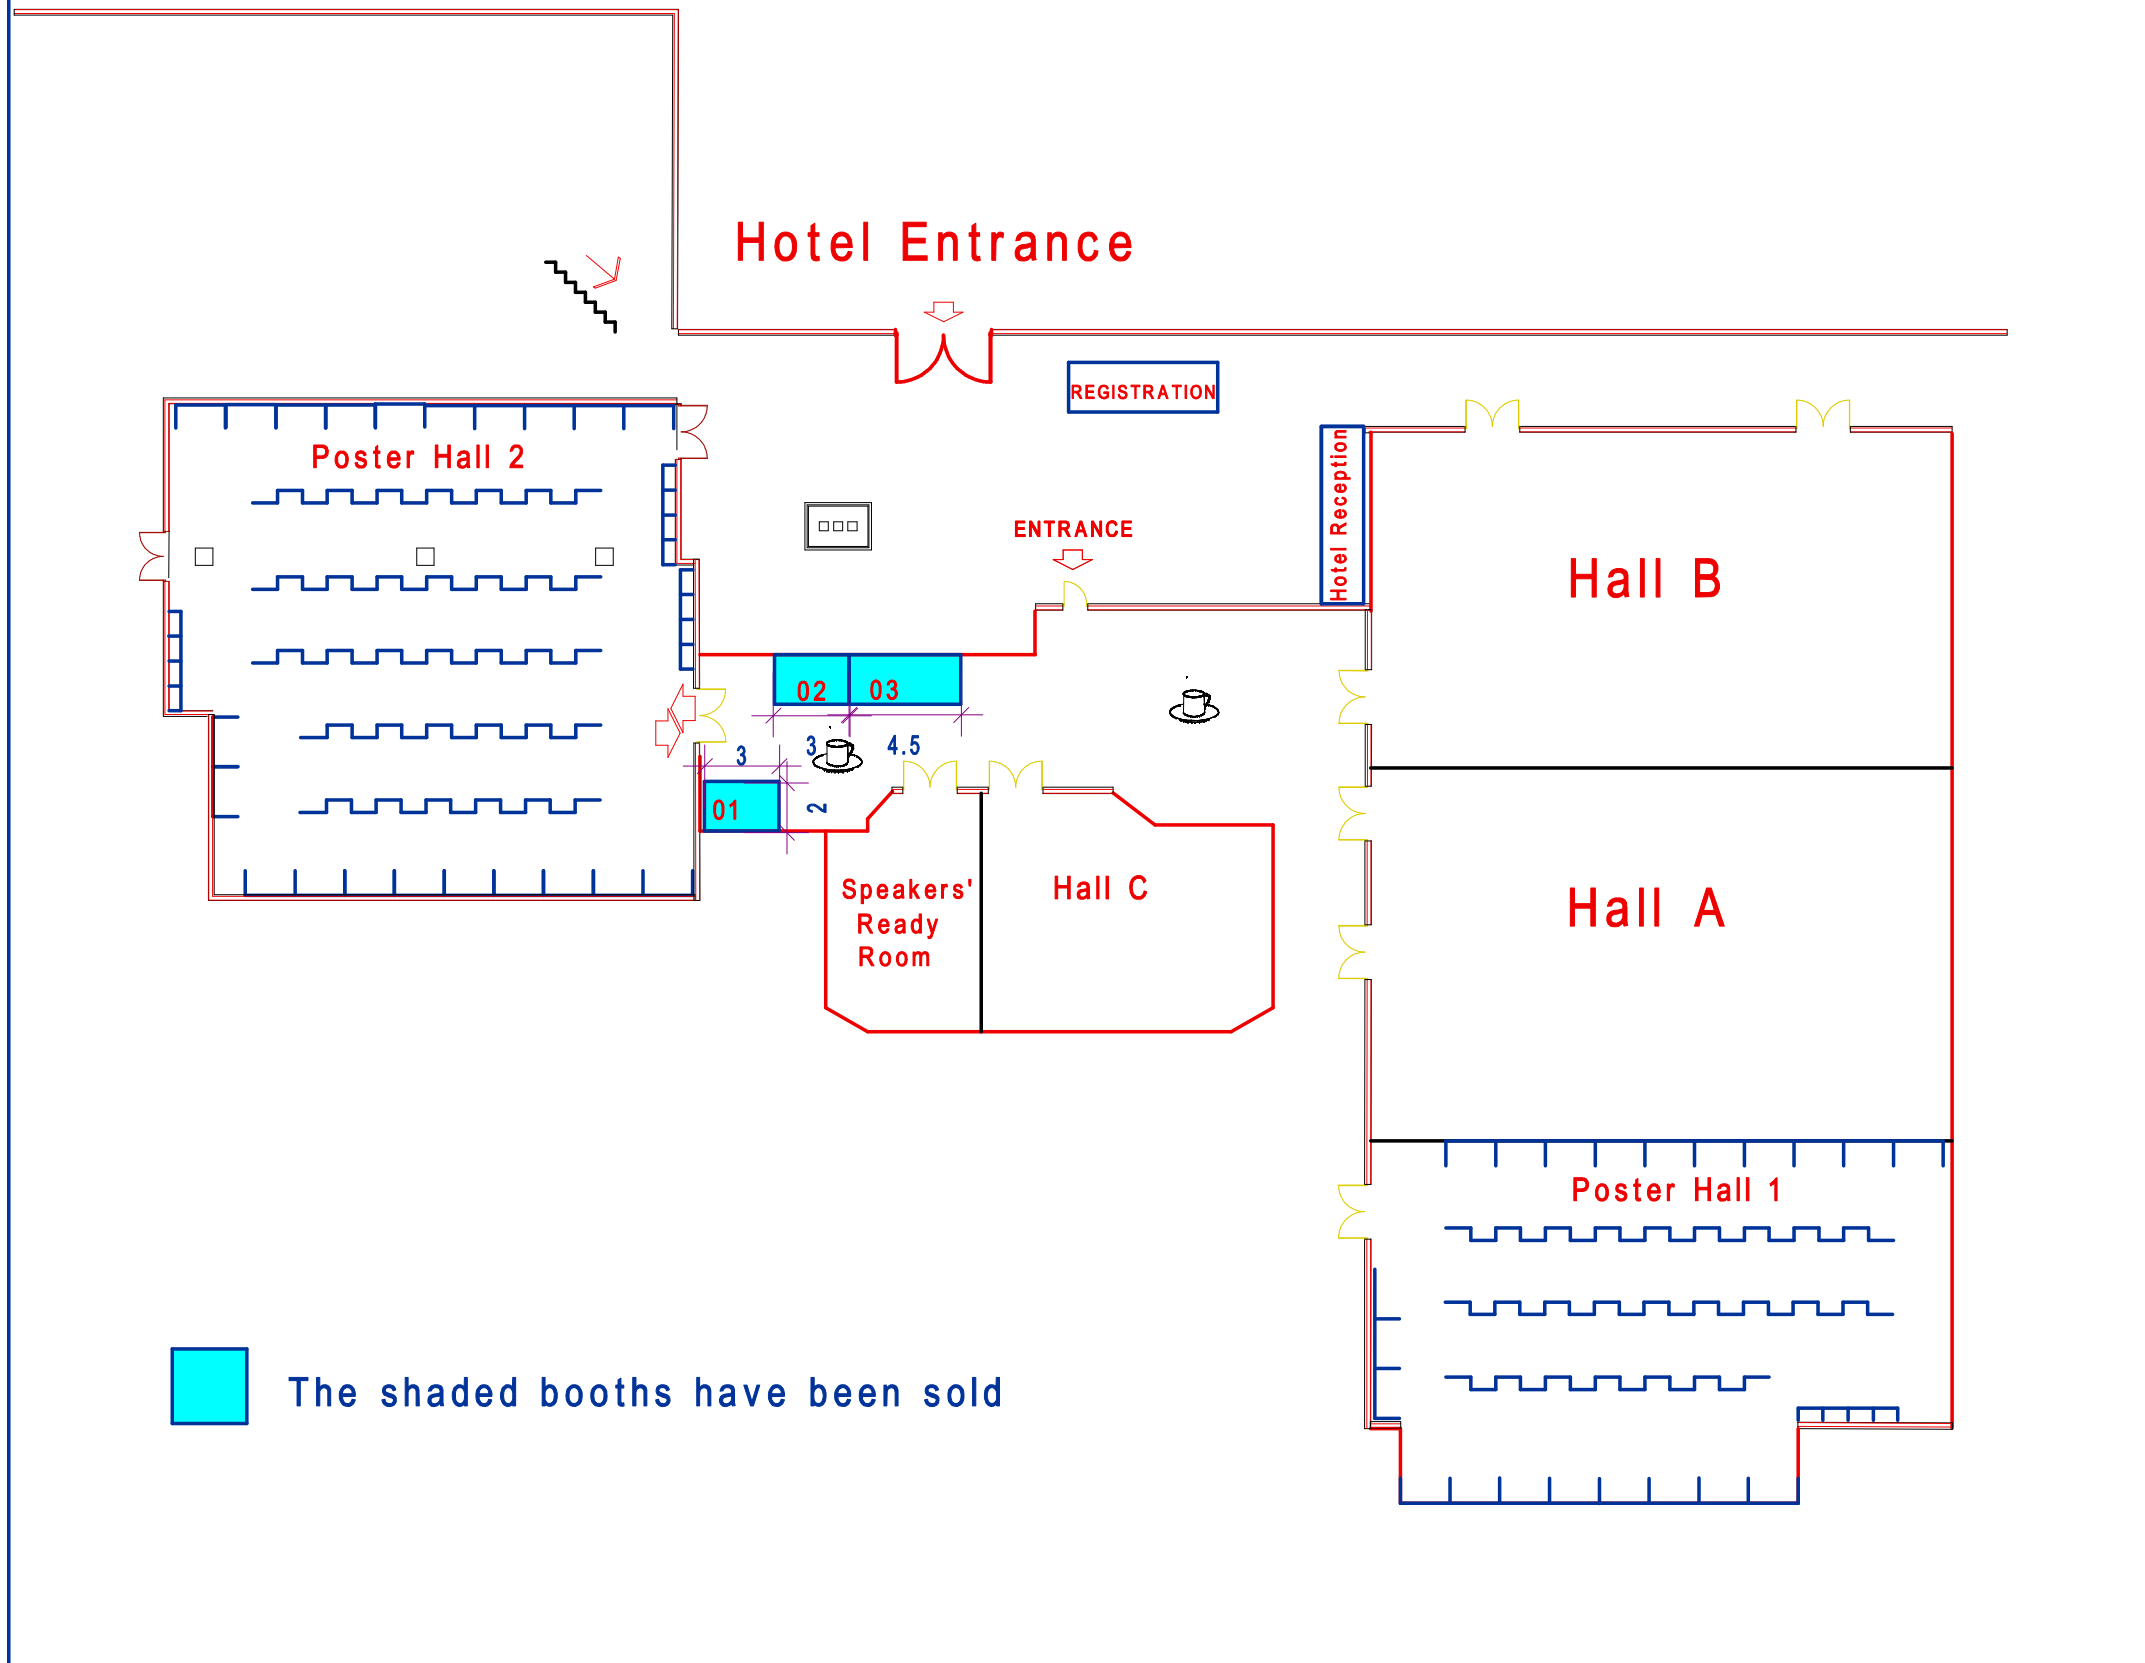 Hotel Entrance
REGISTRATION
Poster Hall 2
Hotel Reception
ENTRANCE
Hall B
02
03
3
3
4.5
01
2
Speakers'
Ready
Room
Hall C
Hall A
Poster Hall 1
The shaded booths have been sold